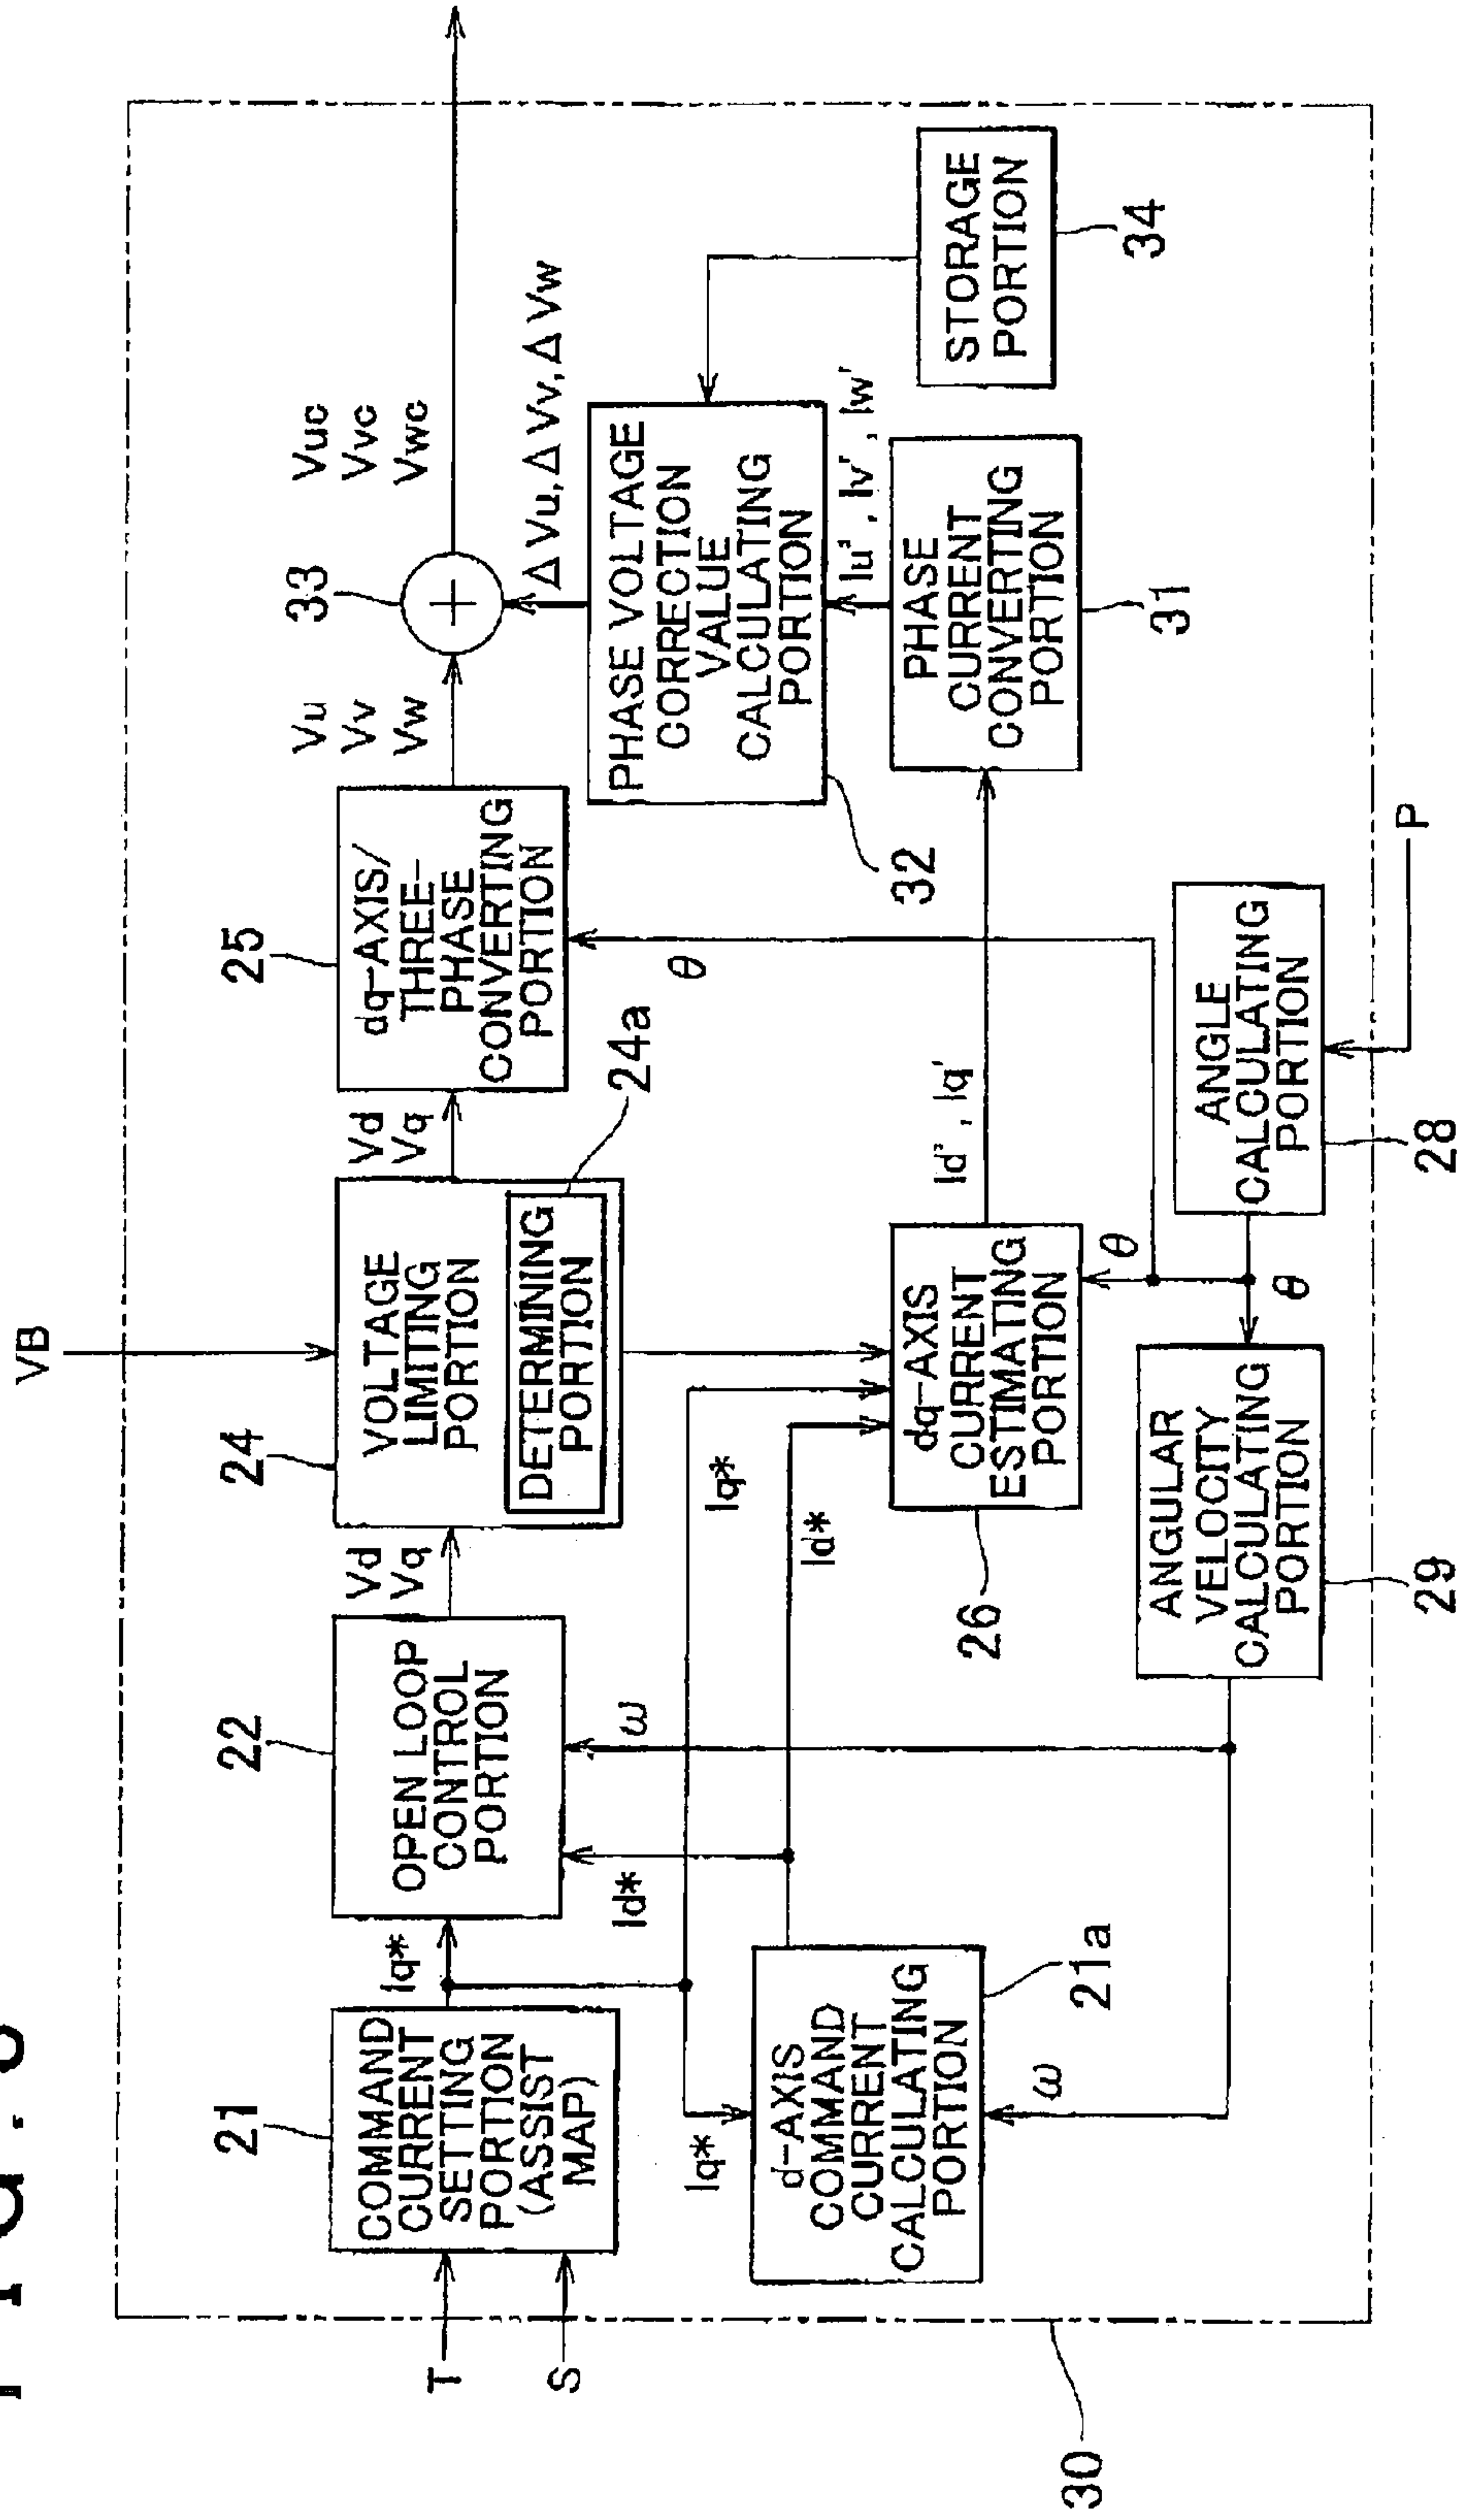 VB
24
22
21
25
33
T
S
COMMAND
CURRENT
SETTING
PORTION
(ASSIST
MAP)
Iq*
OPEN LOOP
CONTROL
PORTION
Vd
Vq
VOLTAGE
LIMITING
PORTION
DETERMINING
PORTION
24a
Vd
Vq
dq-AXIS/
THREE-
PHASE
CONVERTING
PORTION
Vu
Vv
Vw
Vuc
Vvc
Vwc
ΔVu, ΔVv, ΔVw
PHASE VOLTAGE
CORRECTION
VALUE
CALCULATING
PORTION
32
Id*
ω
Iq*
Id*
θ
Iq*
d-AXIS
COMMAND
CURRENT
CALCULATING
PORTION
21a
ω
dq-AXIS
CURRENT
ESTIMATING
PORTION
26
Id', Iq'
Iu', Iv', Iw'
PHASE
CURRENT
CONVERTING
PORTION
31
STORAGE
PORTION
34
θ
ANGULAR
VELOCITY
CALCULATING
PORTION
29
θ
ANGLE
CALCULATING
PORTION
28
P
30